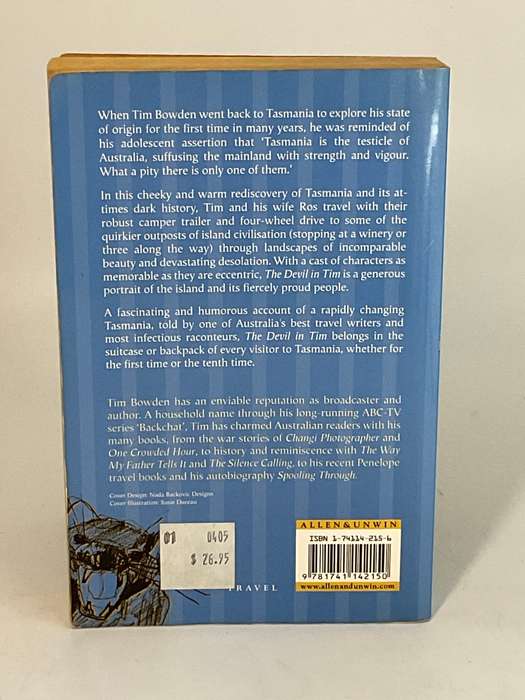 When Tim Bowden went back to Tasmania to explore his state
of origin for the first time in many years, he was reminded of
his adolescent assertion that 'Tasmania is the testicle of
Australia, suffusing the mainland with strength and vigour.
What a pity there is only one of them.'
In this cheeky and warm rediscovery of Tasmania and its at-
times dark history, Tim and his wife Ros travel with their
robust camper trailer and four-wheel drive to some of the
quirkier outposts of island civilisation (stopping at a winery or
three along the way) through landscapes of incomparable
beauty and devastating desolation. With a cast of characters as
memorable as they are eccentric, The Devil in Tim is a generous
portrait of the island and its fiercely proud people.
A fascinating and humorous account of a rapidly changing
Tasmania, told by one of Australia's best travel writers and
most infectious raconteurs, The Devil in Tim belongs in the
suitcase or backpack of every visitor to Tasmania, whether for
the first time or the tenth time.
Tim Bowden has an enviable reputation as broadcaster and
author. A household name through his long-running ABC-TV
series 'Backchat', Tim has charmed Australian readers with his
many books, from the war stories of Changi Photographer and
One Crowded Hour, to history and reminiscence with The Way
My Father Tells It and The Silence Calling, to his recent Penelope
travel books and his autobiography Spooling Through.
Cover Design: Nada Backovic Designs
Cover Illustration:
01 0405
$ 26.95
ALLEN&UNWIN
ISBN 1-74114-215-6
9 781741 142150
www.allenandunwin.com
TRAVEL